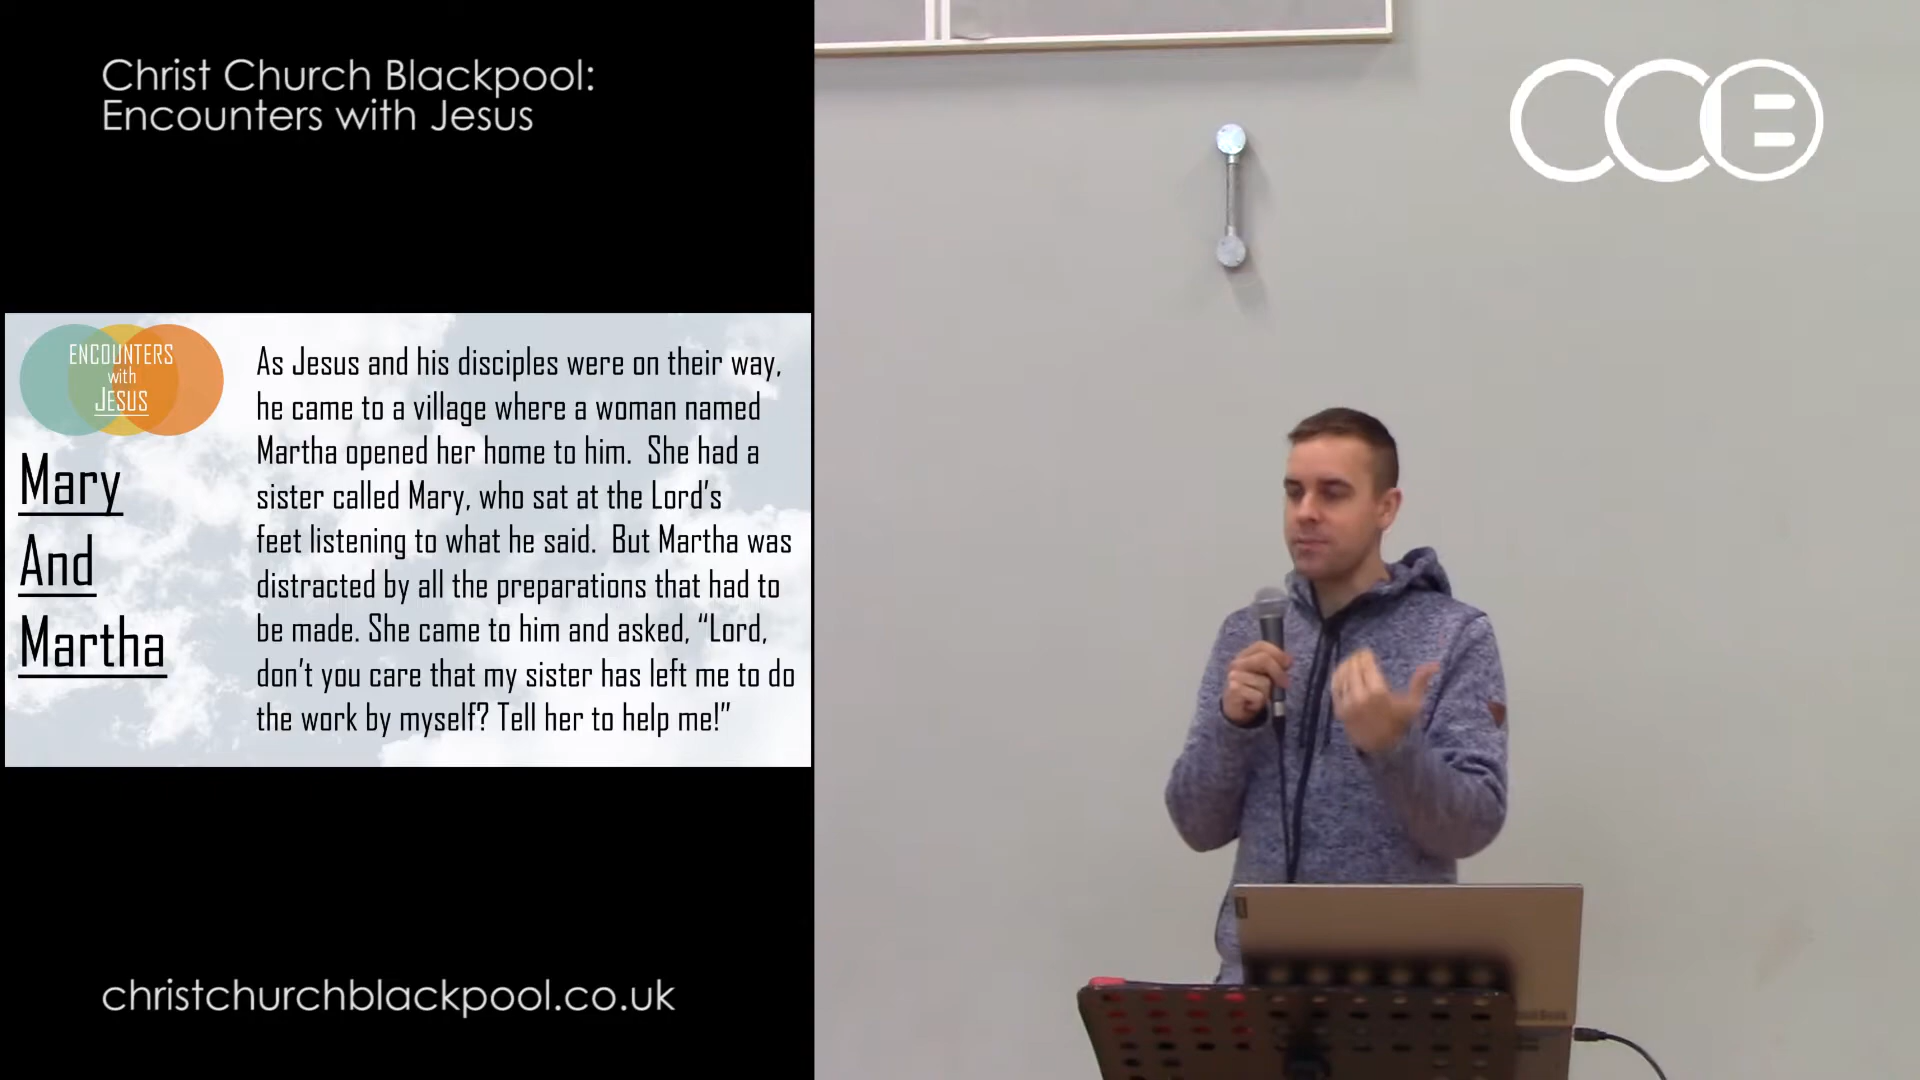 Christ Church Blackpool:
Encounters with Jesus
CCB
ENCOUNTERS
with
JESUS
Mary
And
Martha
As Jesus and his disciples were on their way,
he came to a village where a woman named
Martha opened her home to him.  She had a
sister called Mary, who sat at the Lord's
feet listening to what he said.  But Martha was
distracted by all the preparations that had to
be made. She came to him and asked, “Lord,
don't you care that my sister has left me to do
the work by myself? Tell her to help me!”
christchurchblackpool.co.uk